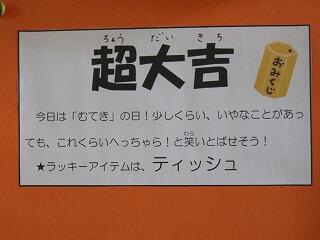 ちょう だい きち
超大吉
おみくじ
今日は「むてき」の日！少しくらい、いやなことがあっ
ても、これくらいへっちゃら！と笑いとばせそう！
わら
★ラッキーアイテムは、ティッシュ